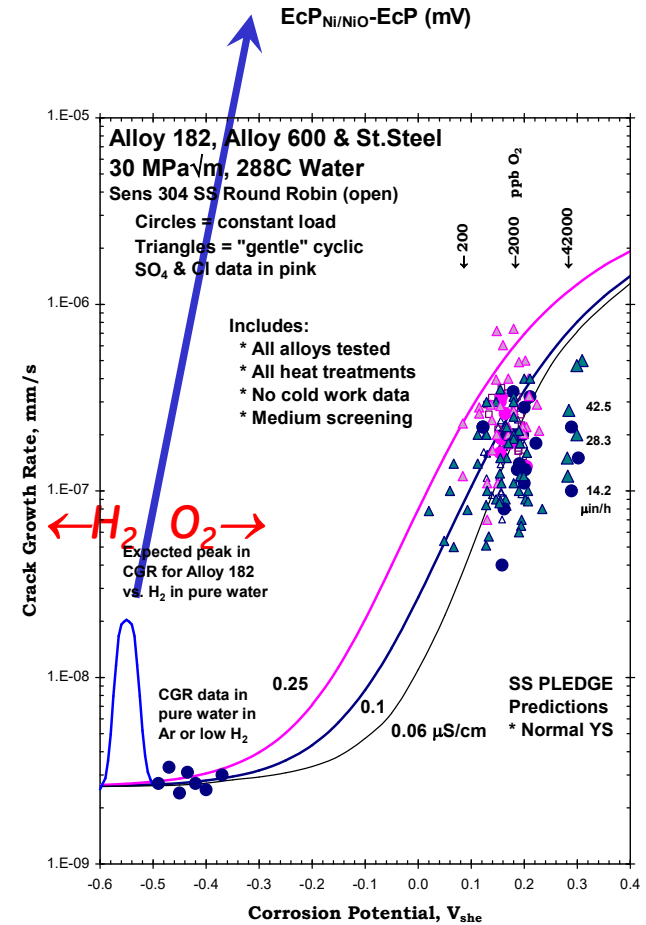 EcP Ni/NiO-EcP (mV)
1.E-05
1.E-06
1.E-07
1.E-08
1.E-09
Crack Growth Rate, mm/s
Alloy 182, Alloy 600 & St.Steel
30 MPa√m, 288C Water
Sens 304 SS Round Robin (open)
Circles = constant load
Triangles = "gentle" cyclic
SO4 & Cl data in pink
ppb O2
←200
←2000
←42000
Includes:
* All alloys tested
* All heat treatments
* No cold work data
* Medium screening
42.5
28.3
14.2
µin/h
←H2 O2→
Expected peak in
CGR for Alloy 182
vs. H2 in pure water
CGR data in
pure water in
Ar or low H2
0.25
0.1
0.06 µS/cm
SS PLEDGE
Predictions
* Normal YS
-0.6 -0.5 -0.4 -0.3 -0.2 -0.1 0.0 0.1 0.2 0.3 0.4
Corrosion Potential, Vshe